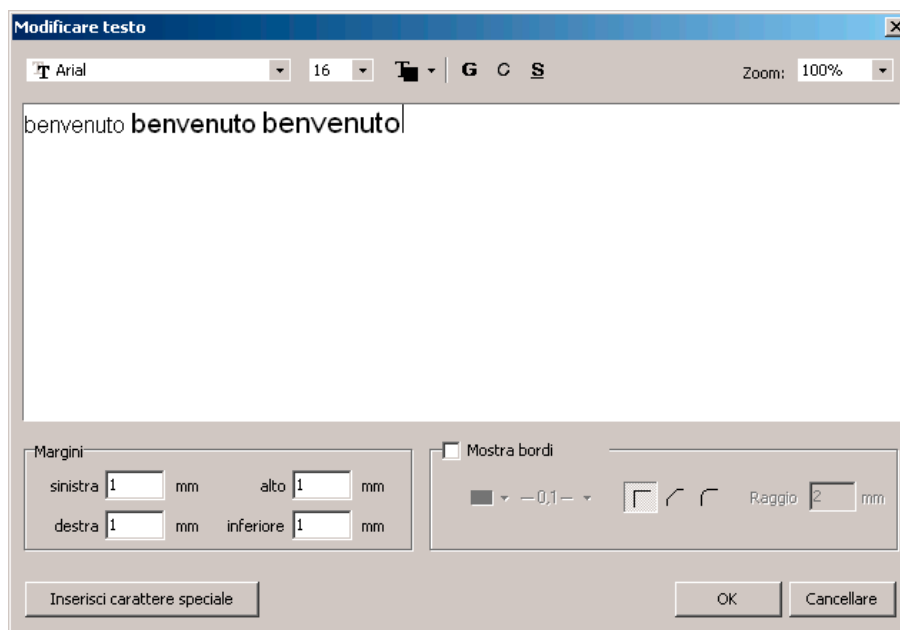 Modificare testo
T Arial 16 T G C S Zoom: 100%
benvenuto benvenuto benvenuto
Margini
sinistra 1 mm alto 1 mm
destra 1 mm inferiore 1 mm
Mostra bordi
0,1 Raggio 2 mm
Inserisci carattere speciale OK Cancellare